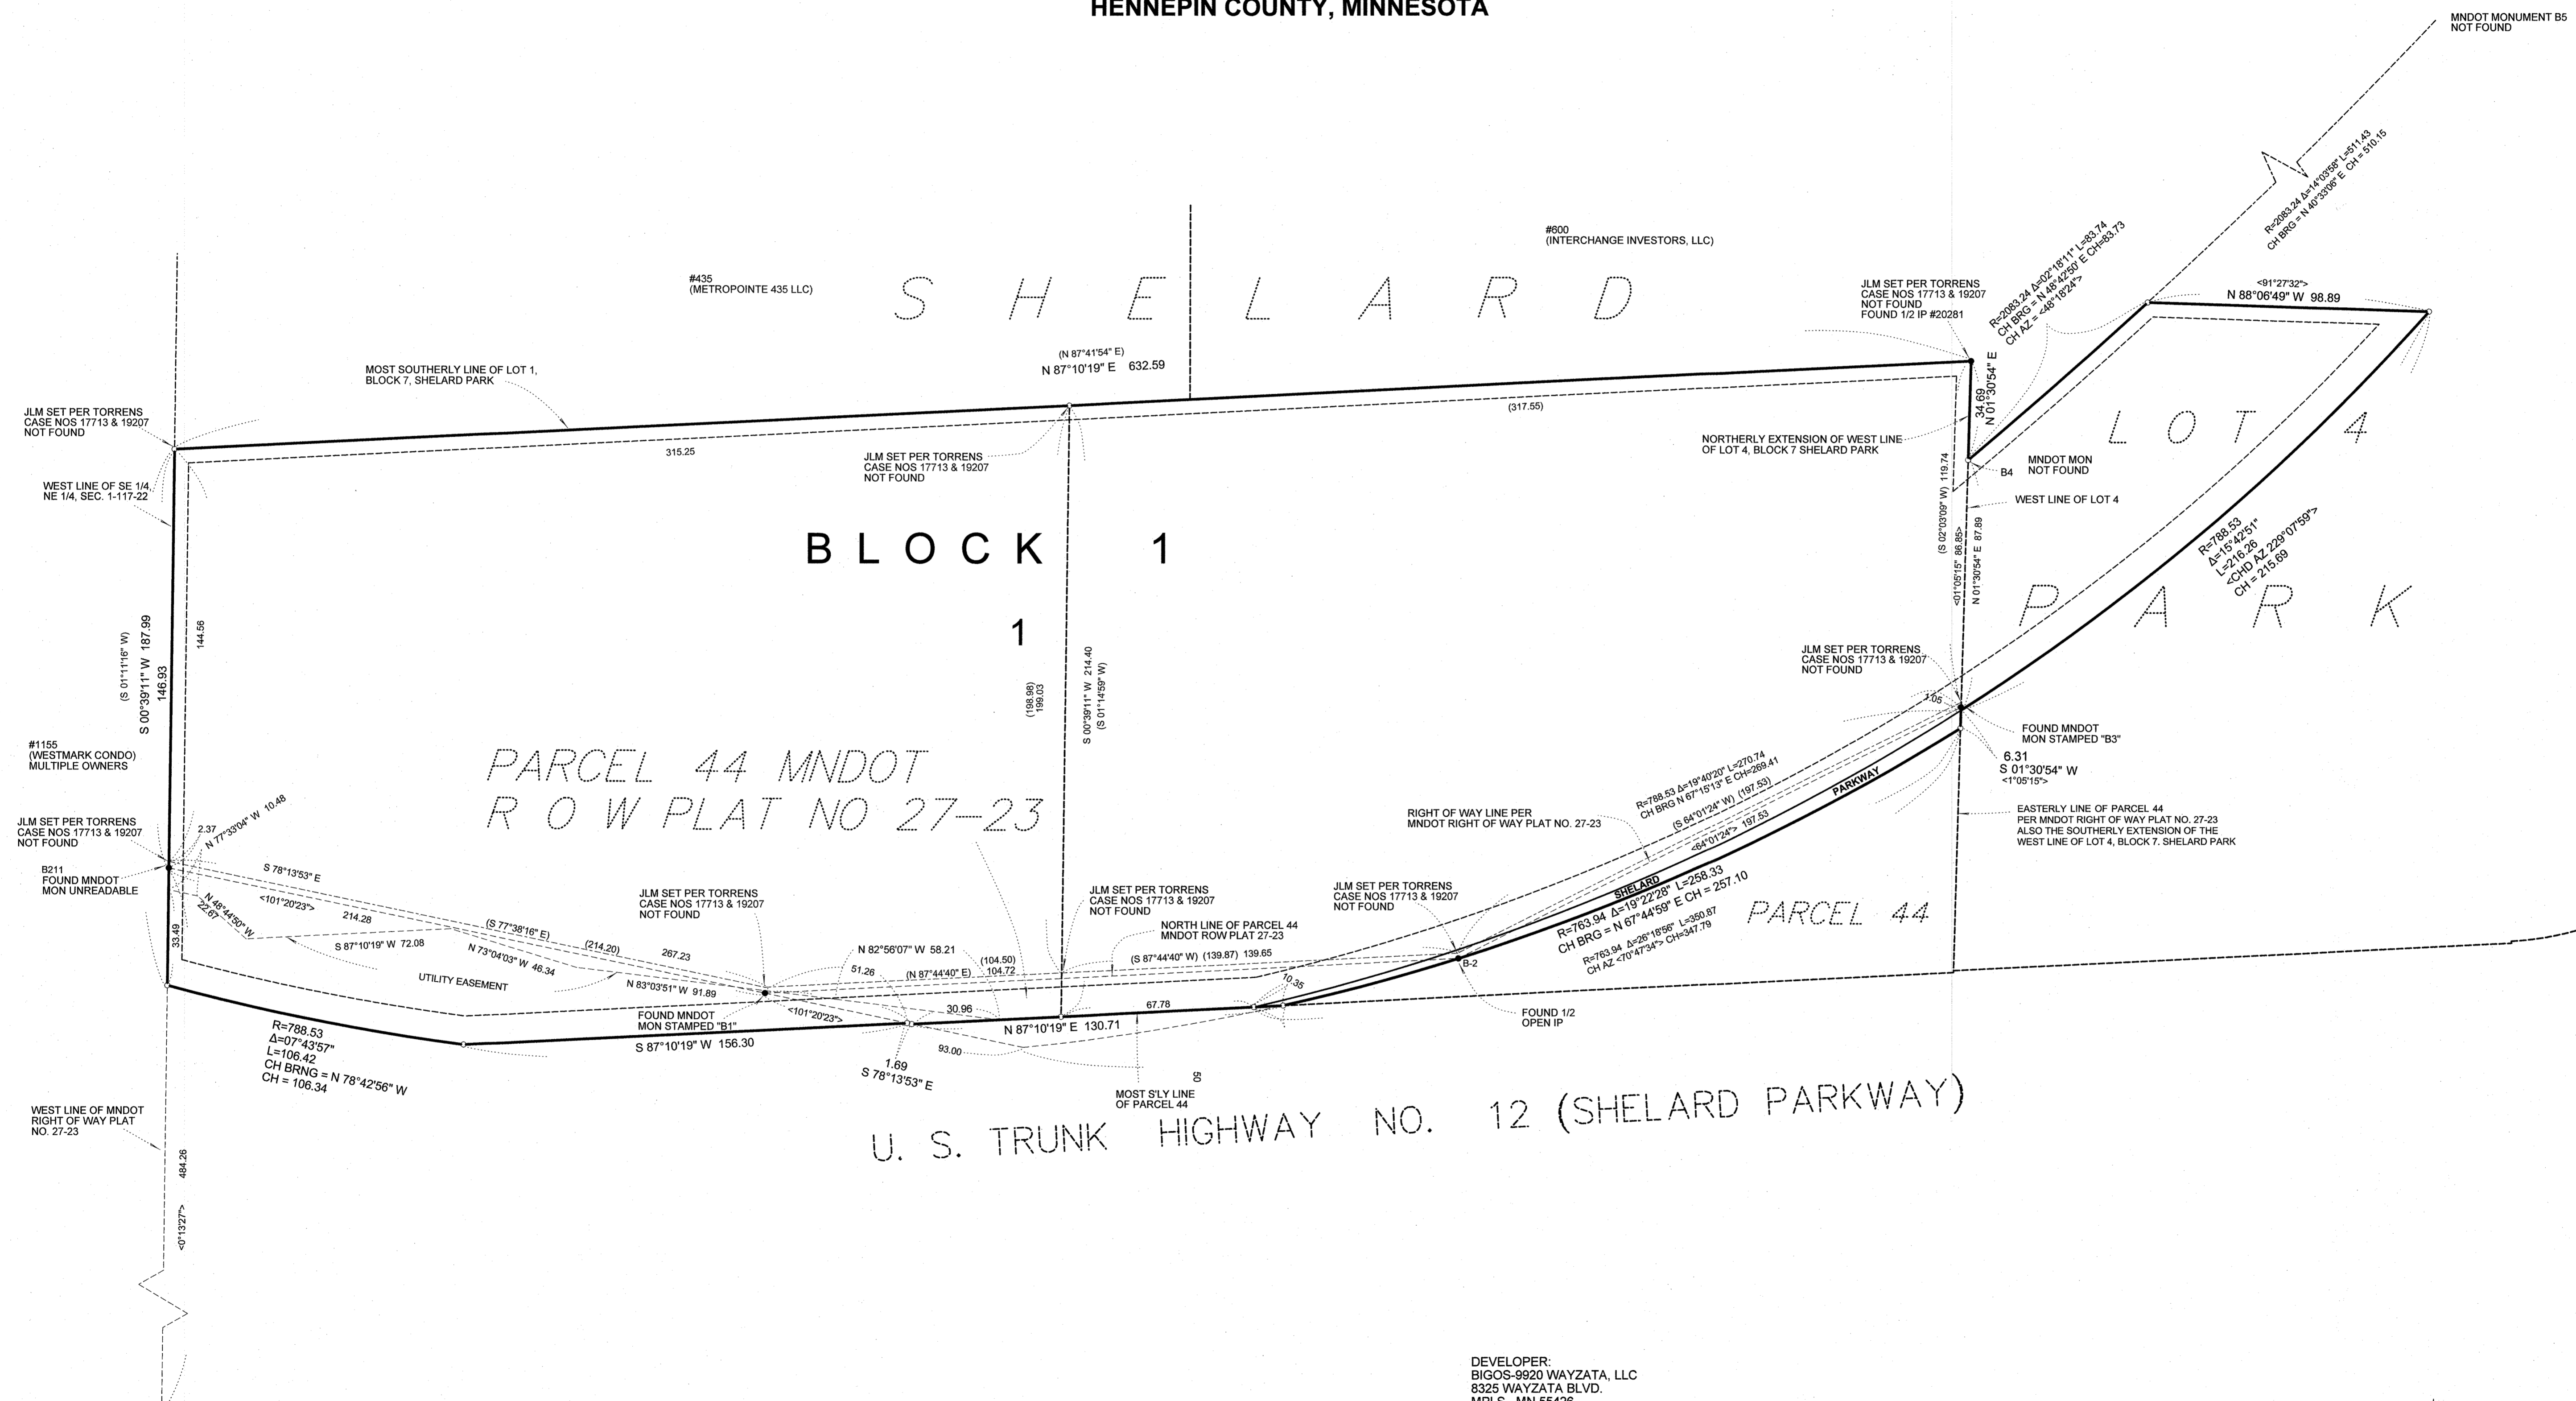 HENNEPIN COUNTY, MINNESOTA
MNDOT MONUMENT B5
NOT FOUND
R=2083.24 Δ=14°03'58" L=511.43
CH BRG = N 40°33'06" E CH = 510.15
#600
(INTERCHANGE INVESTORS, LLC)
#435
(METROPOINTE 435 LLC)
SHELARD
JLM SET PER TORRENS
CASE NOS 17713 & 19207
NOT FOUND
FOUND 1/2 IP #20281
R=2083.24 Δ=02°18'11" L=83.74
CH BRG = N 48°42'50' E CH=83.73
CH AZ = <48°18'24">
<91°27'32">
N 88°06'49" W 98.89
(N 87°41'54" E)
N 87°10'19" E 632.59
MOST SOUTHERLY LINE OF LOT 1,
BLOCK 7, SHELARD PARK
34.69
N 01°30'54" E
JLM SET PER TORRENS
CASE NOS 17713 & 19207
NOT FOUND
(317.55)
315.25
LOT 4
NORTHERLY EXTENSION OF WEST LINE
OF LOT 4, BLOCK 7 SHELARD PARK
JLM SET PER TORRENS
CASE NOS 17713 & 19207
NOT FOUND
MNDOT MON
NOT FOUND
B4
WEST LINE OF SE 1/4,
NE 1/4, SEC. 1-117-22
WEST LINE OF LOT 4
(S 02°03'09" W) 119.74
<01°05'15" 86.85>
N 01°30'54" E 87.89
BLOCK 1
1
R=788.53
Δ=15°42'51"
L=216.26
<CHD AZ 229°07'59">
CH = 215.69
PARK
(S 01°11'16" W)
S 00°39'11" W 187.99
146.93
144.56
(198.98)
199.03
S 00°39'11" W 214.40
(S 01°14'59" W)
JLM SET PER TORRENS
CASE NOS 17713 & 19207
NOT FOUND
1.05
FOUND MNDOT
MON STAMPED "B3"
#1155
(WESTMARK CONDO)
MULTIPLE OWNERS
PARCEL 44 MNDOT
R O W PLAT NO 27-23
6.31
S 01°30'54" W
<1°05'15">
R=788.53 Δ=19°40'20" L=270.74
CH BRG N 67°15'13" E CH=269.41
(S 64°01'24" W) (197.53)
<64°01'24"> 197.53
RIGHT OF WAY LINE PER
MNDOT RIGHT OF WAY PLAT NO. 27-23
EASTERLY LINE OF PARCEL 44
PER MNDOT RIGHT OF WAY PLAT NO. 27-23
ALSO THE SOUTHERLY EXTENSION OF THE
WEST LINE OF LOT 4, BLOCK 7. SHELARD PARK
JLM SET PER TORRENS
CASE NOS 17713 & 19207
NOT FOUND
2.37
N 77°33'04" W 10.48
B211
FOUND MNDOT
MON UNREADABLE
S 78°13'53" E
<101°20'23">
214.28
N 48°44'50" W
22.67
33.49
S 87°10'19" W 72.08
(S 77°38'16" E)
(214.20)
267.23
N 73°04'03" W 46.34
UTILITY EASEMENT
N 83°03'51" W 91.89
JLM SET PER TORRENS
CASE NOS 17713 & 19207
NOT FOUND
JLM SET PER TORRENS
CASE NOS 17713 & 19207
NOT FOUND
JLM SET PER TORRENS
CASE NOS 17713 & 19207
NOT FOUND
SHELARD PARKWAY
R=763.94 Δ=19°22'28" L=258.33
CH BRG = N 67°44'59" E CH = 257.10
R=763.94 Δ=26°18'56" L=350.87
CH AZ <70°47'34"> CH=347.79
PARCEL 44
NORTH LINE OF PARCEL 44
MNDOT ROW PLAT 27-23
N 82°56'07" W 58.21
51.26
(N 87°44'40" E)
(104.50)
104.72
(S 87°44'40" W) (139.87) 139.65
B-2
10.35
FOUND 1/2
OPEN IP
FOUND MNDOT
MON STAMPED "B1"
<101°20'23">
30.96
67.78
N 87°10'19" E 130.71
S 87°10'19" W 156.30
93.00
1.69
S 78°13'53" E
50
MOST S'LY LINE
OF PARCEL 44
R=788.53
Δ=07°43'57"
L=106.42
CH BRNG = N 78°42'56" W
CH = 106.34
WEST LINE OF MNDOT
RIGHT OF WAY PLAT
NO. 27-23
484.26
<0°13'27">
U. S. TRUNK HIGHWAY NO. 12 (SHELARD PARKWAY)
DEVELOPER:
BIGOS-9920 WAYZATA, LLC
8325 WAYZATA BLVD.
MPLS., MN 55426